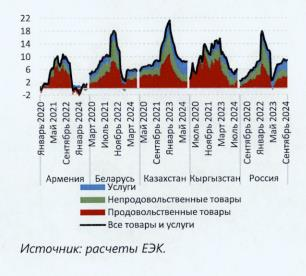 22
18
14
10
6
2
-2
Январь 2020
Май 2021
Сентябрь 2022
Январь 2024
Март 2020
Июль 2021
Ноябрь 2022
Март 2024
Май 2020
Сентябрь 2021
Январь 2023
Май 2024
Июль 2020
Ноябрь 2021
Март 2023
Июль 2024
Сентябрь 2020
Январь 2022
Май 2023
Сентябрь 2024
Армения Беларусь Казахстан Кыргызстан Россия
Услуги
Непродовольственные товары
Продовольственные товары
Все товары и услуги
Источник: расчеты ЕЭК.